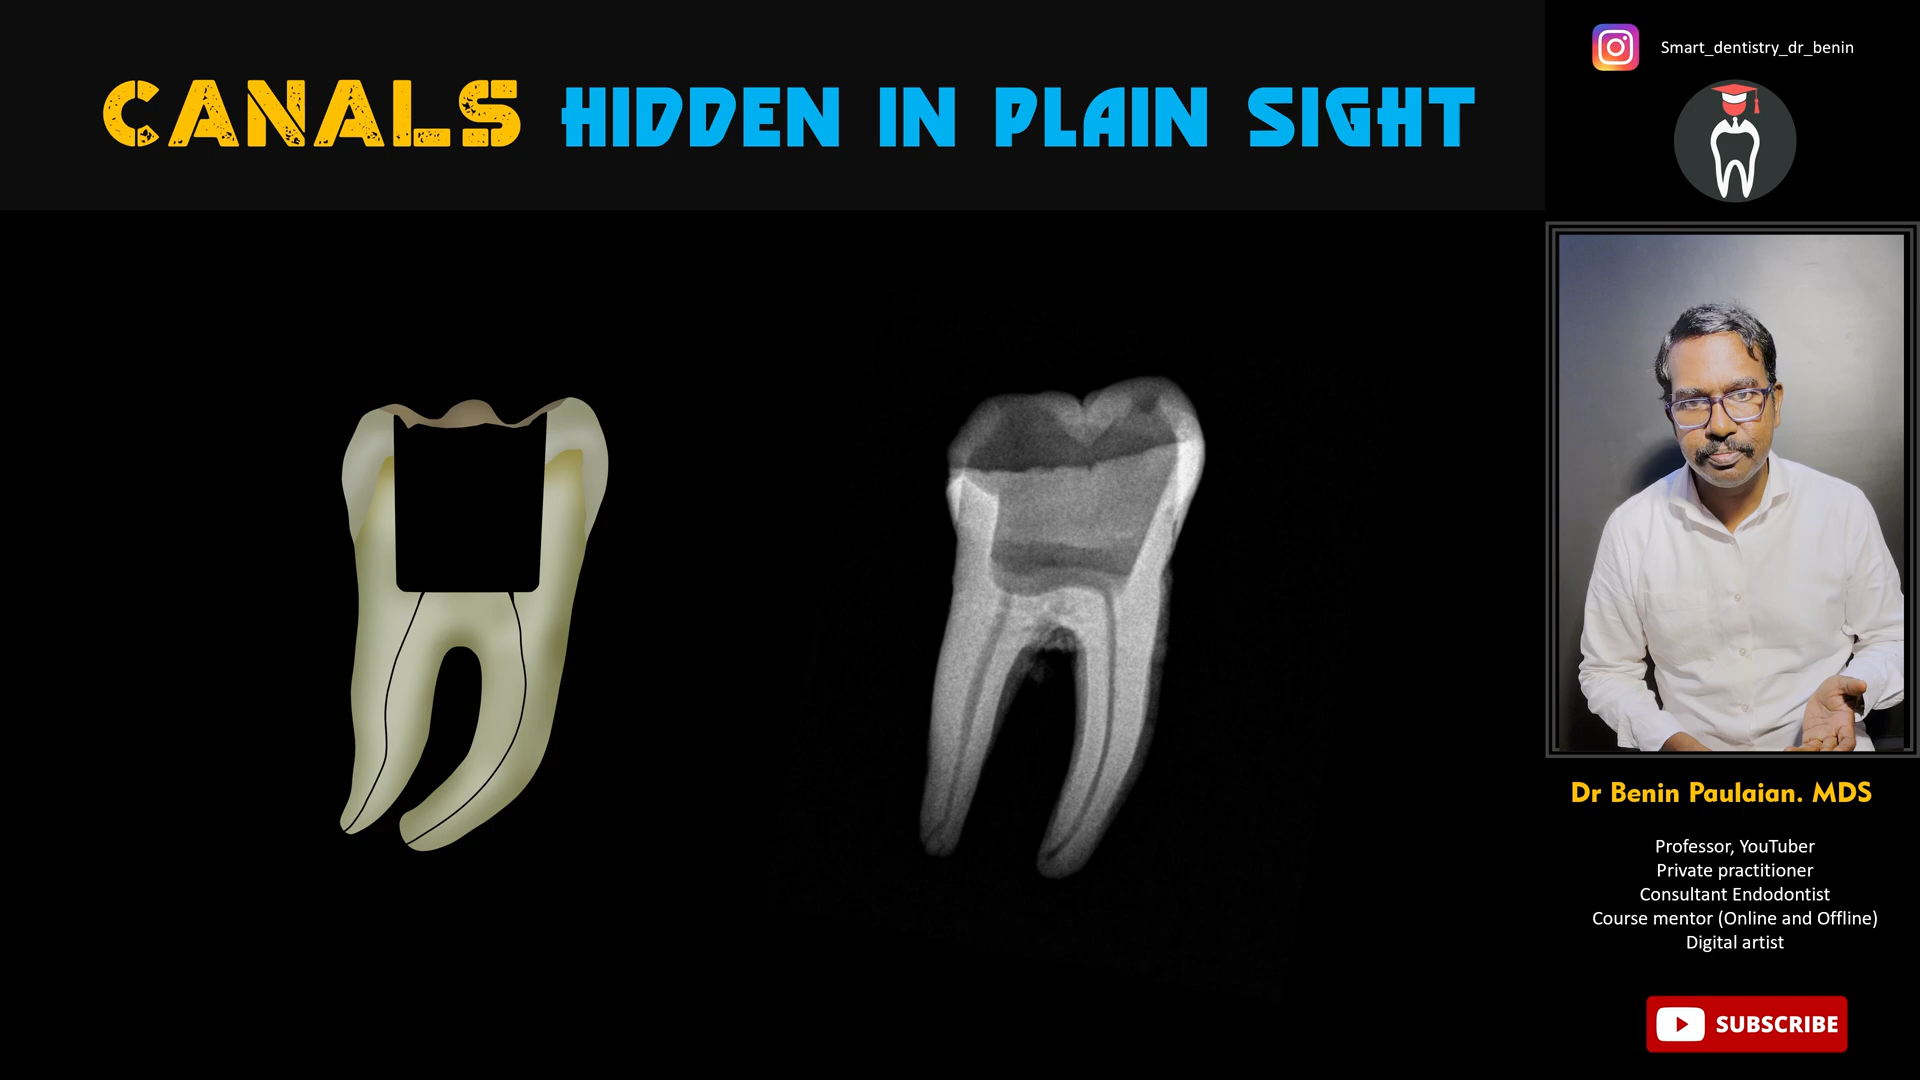 CANALS HIDDEN IN PLAIN SIGHT
Smart_dentistry_dr_benin
Dr Benin Paulaian. MDS
Professor, YouTuber
Private practitioner
Consultant Endodontist
Course mentor (Online and Offline)
Digital artist
SUBSCRIBE